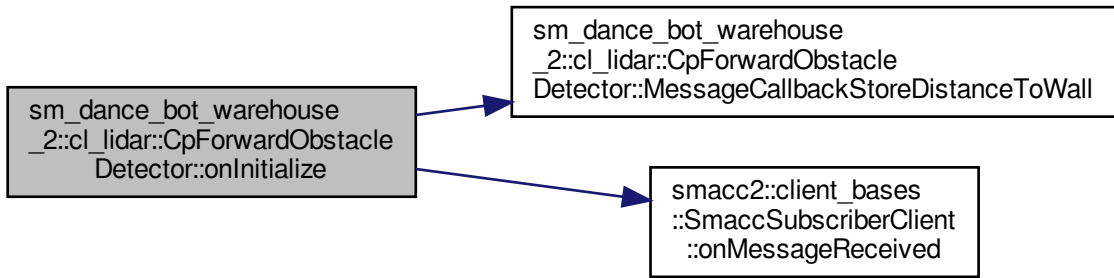 sm_dance_bot_warehouse
_2::cl_lidar::CpForwardObstacle
Detector::onInitialize
sm_dance_bot_warehouse
_2::cl_lidar::CpForwardObstacle
Detector::MessageCallbackStoreDistanceToWall
smacc2::client_bases
::SmaccSubscriberClient
::onMessageReceived